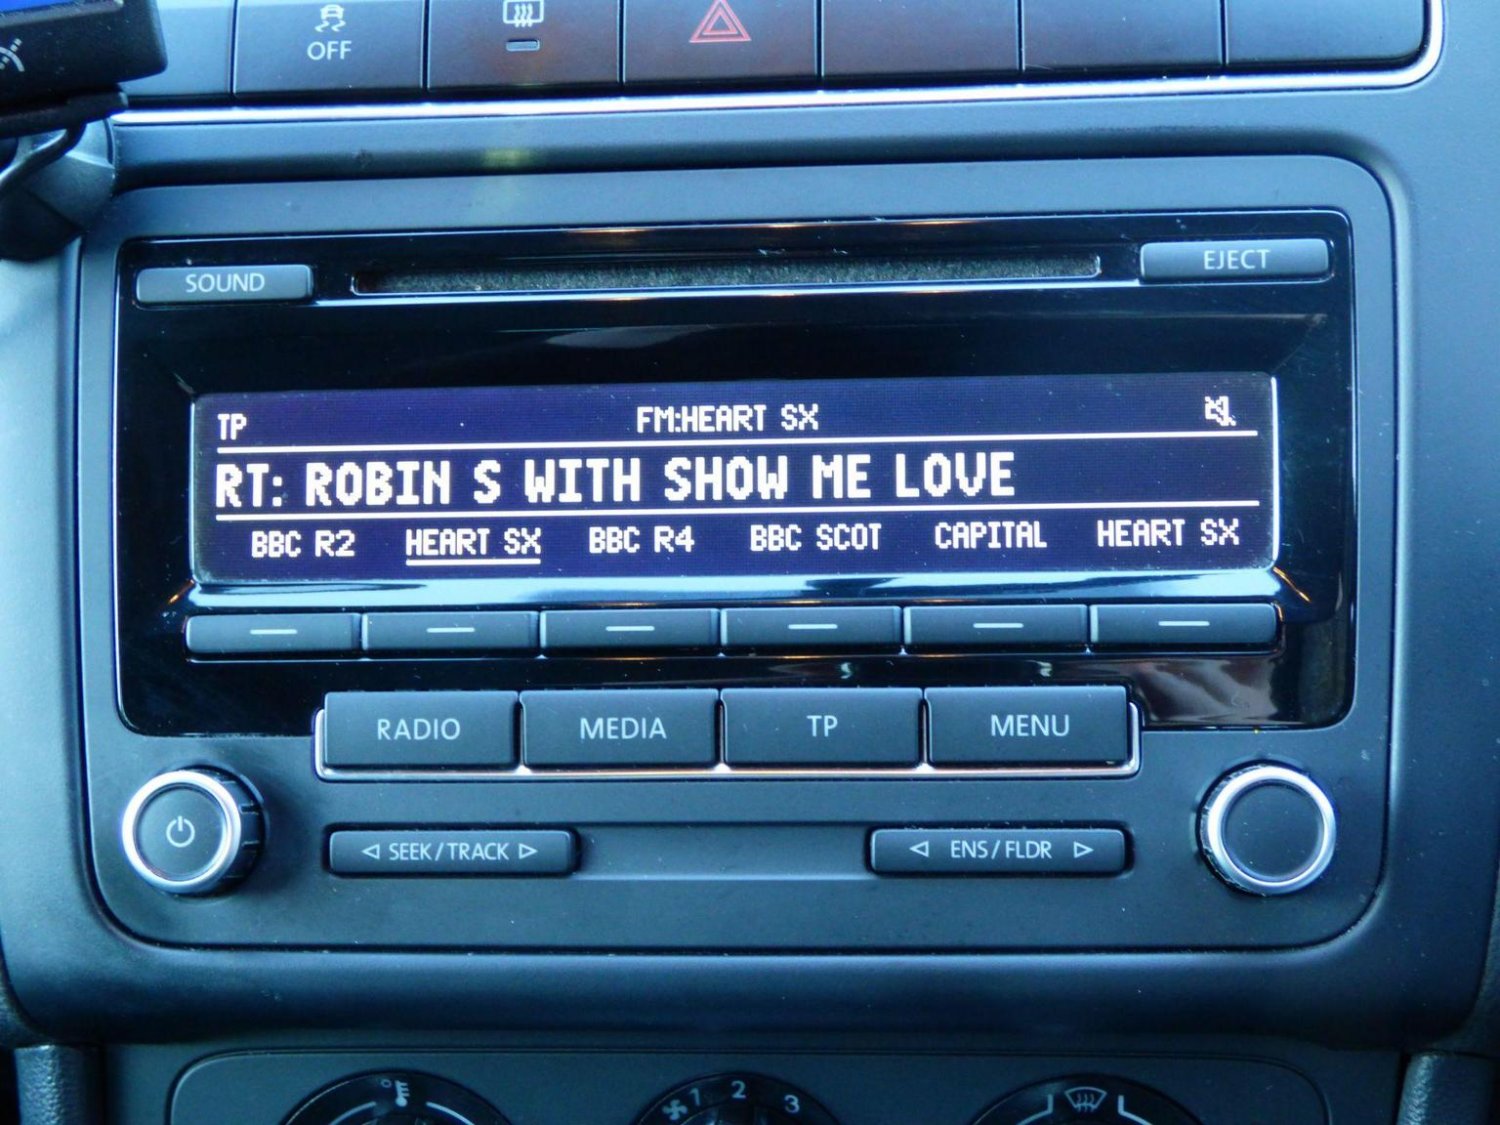 OFF
SOUND
EJECT
TP FM:HEART SX
RT: ROBIN S WITH SHOW ME LOVE
BBC R2 HEART SX BBC R4 BBC SCOT CAPITAL HEART SX
RADIO MEDIA TP MENU
SEEK/TRACK ENS/FLDR
1 2 3